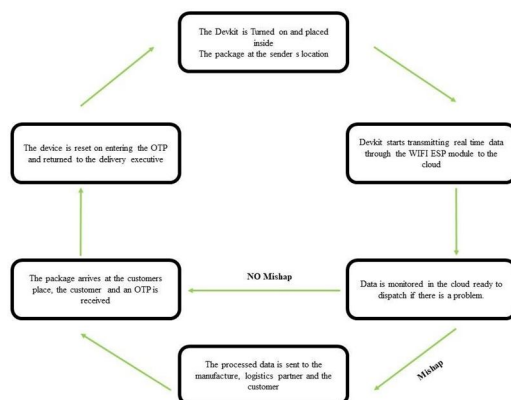 The Devkit is Turned on and placed
inside
The package at the sender s location
The device is reset on entering the OTP
and returned to the delivery executive
Devkit starts transmitting real time data
through the WIFI ESP module to the
cloud
The package arrives at the customers
place, the customer and an OTP is
received
NO Mishap
Data is monitored in the cloud ready to
dispatch if there is a problem.
Mishap
The processed data is sent to the
manufacture, logistics partner and the
customer